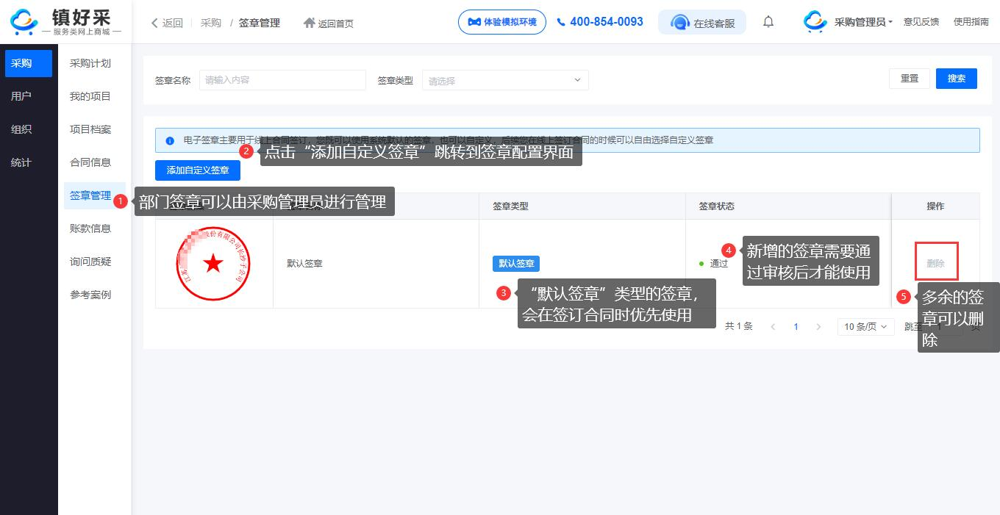 镇好采
服务类网上商城
返回
采购 / 签章管理
返回首页
体验模拟环境
400-854-0093
在线客服
采购管理员
意见反馈
使用指南
采购
用户
组织
统计
采购计划
我的项目
项目档案
合同信息
签章管理
账款信息
询问质疑
参考案例
签章名称 请输入内容
签章类型 请选择
重置
搜索
电子签章主要用于线上合同签订，您既可以使用系统默认的签章，也可以自定义，后续您在线上签订合同的时候可以自由选择自定义签章
2 点击“添加自定义签章”跳转到签章配置界面
添加自定义签章
1 部门签章可以由采购管理员进行管理
签章类型
签章状态
操作
股份有限公司长沙子公司
默认签章
默认签章
通过
删除
4 新增的签章需要通
过审核后才能使用
3 “默认签章”类型的签章，
会在签订合同时优先使用
5 多余的签
章可以删
除
共 1 条
1
10 条/页
跳至 1 页